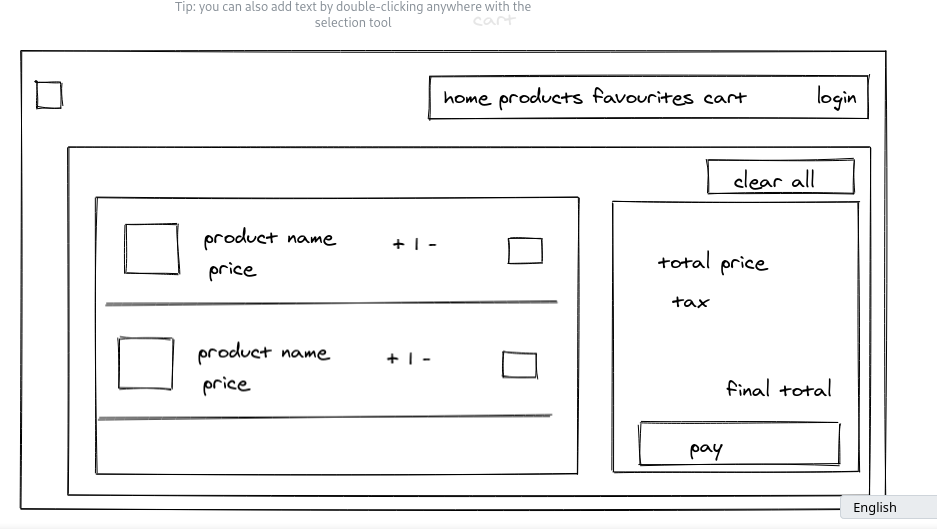 Tip: you can also add text by double-clicking anywhere with the
selection tool
cart
home products favourites cart login
clear all
product name + 1 -
price
total price
tax
product name + 1 -
price
final total
pay
English